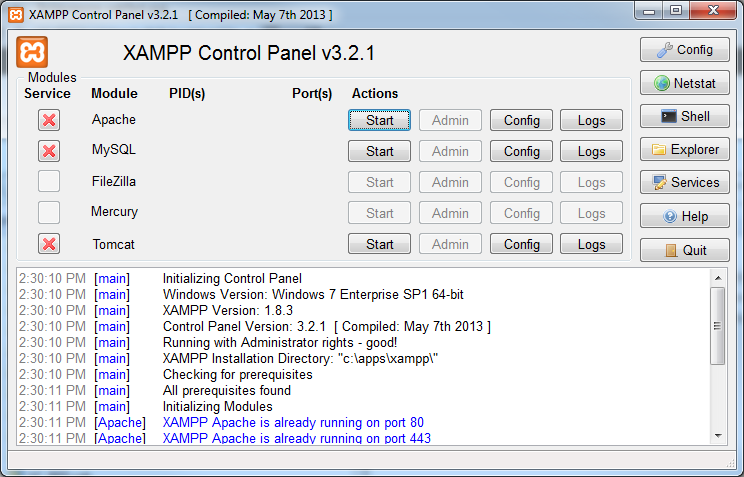 XAMPP Control Panel v3.2.1 [ Compiled: May 7th 2013 ]
XAMPP Control Panel v3.2.1
Config
Modules
Service Module PID(s) Port(s) Actions
Netstat
Apache Start Admin Config Logs
Shell
MySQL Start Admin Config Logs
Explorer
FileZilla Start Admin Config Logs
Services
Mercury Start Admin Config Logs
Help
Tomcat Start Admin Config Logs
Quit
2:30:10 PM [main] Initializing Control Panel
2:30:10 PM [main] Windows Version: Windows 7 Enterprise SP1 64-bit
2:30:10 PM [main] XAMPP Version: 1.8.3
2:30:10 PM [main] Control Panel Version: 3.2.1 [ Compiled: May 7th 2013 ]
2:30:10 PM [main] Running with Administrator rights - good!
2:30:10 PM [main] XAMPP Installation Directory: "c:\apps\xampp\"
2:30:10 PM [main] Checking for prerequisites
2:30:11 PM [main] All prerequisites found
2:30:11 PM [main] Initializing Modules
2:30:11 PM [Apache] XAMPP Apache is already running on port 80
2:30:11 PM [Apache] XAMPP Apache is already running on port 443